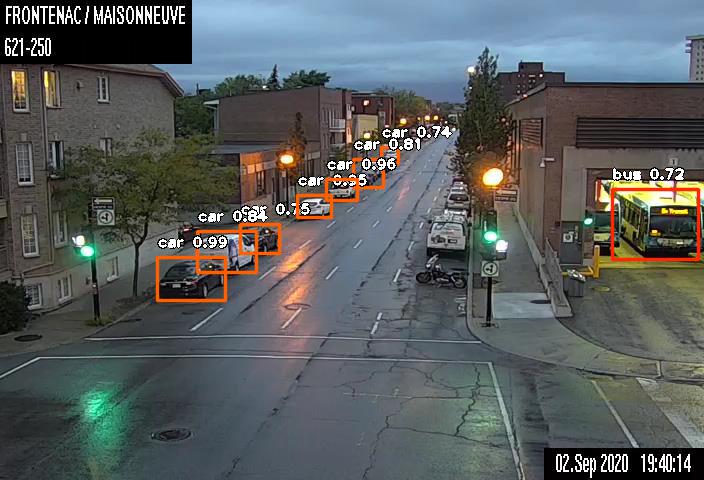 FRONTENAC / MAISONNEUVE
621-250
car 0.74
car 0.81
car 0.96
car 0.95
car 0.75
car 0.84
car 0.99
bus 0.72
02.Sep 2020 19:40:14